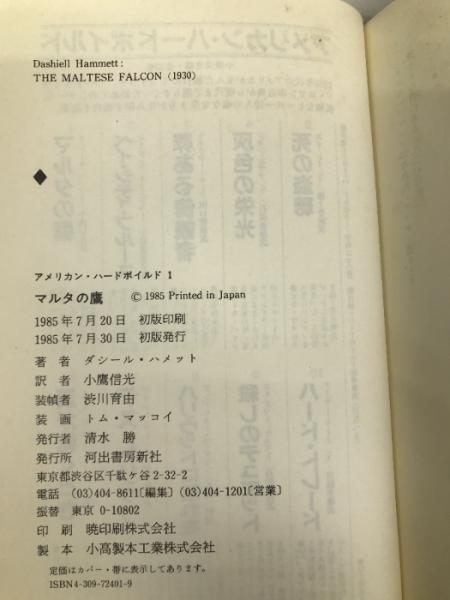 Dashiell Hammett:
THE MALTESE FALCON (1930)
◆
アメリカン・ハードボイルド 1
マルタの鷹 © 1985 Printed in Japan
1985年7月20日 初版印刷
1985年7月30日 初版発行
著者 ダシール・ハメット
訳者 小鷹信光
装幀者 渋川育由
装画 トム・マッコイ
発行者 清水 勝
発行所 河出書房新社
東京都渋谷区千駄ケ谷2-32-2
電話 (03)404-8611[編集] (03)404-1201[営業]
振替 東京 0-10802
印刷 暁印刷株式会社
製本 小高製本工業株式会社
定価はカバー・帯に表示してあります。
ISBN4-309-72401-9